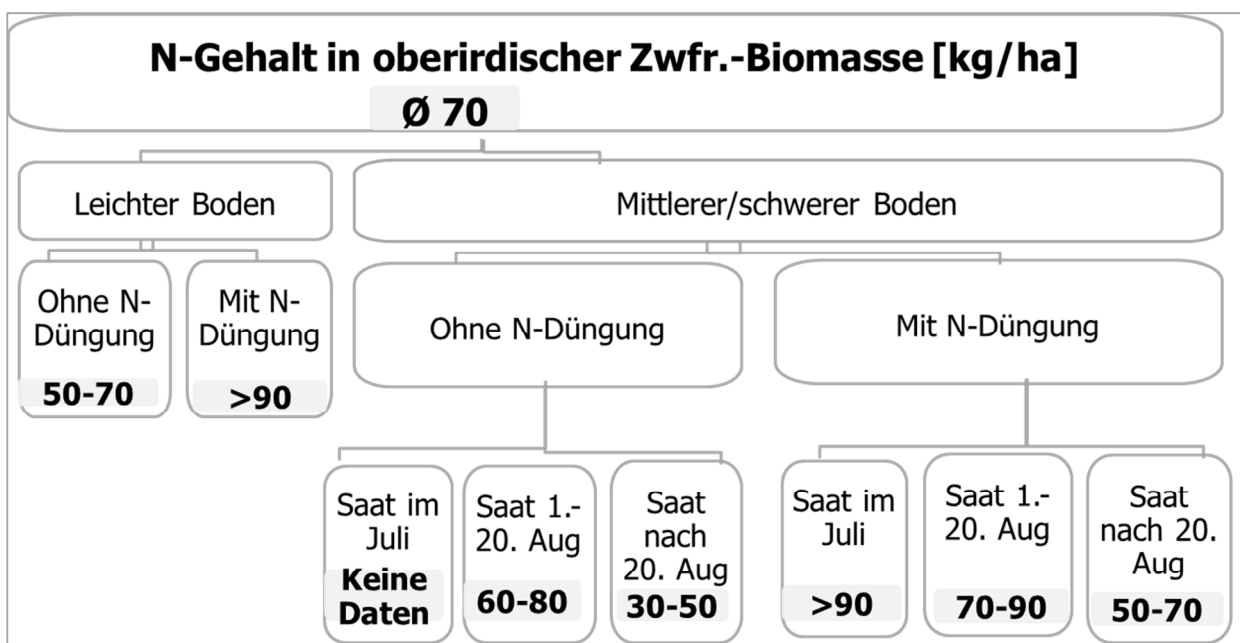 N-Gehalt in oberirdischer Zwfr.-Biomasse [kg/ha]
Ø 70
Leichter Boden
Mittlerer/schwerer Boden
Ohne N-
Düngung
50-70
Mit N-
Düngung
>90
Ohne N-Düngung
Mit N-Düngung
Saat im
Juli
Keine
Daten
Saat 1.-
20. Aug
60-80
Saat
nach
20. Aug
30-50
Saat im
Juli
>90
Saat 1.-
20. Aug
70-90
Saat
nach 20.
Aug
50-70